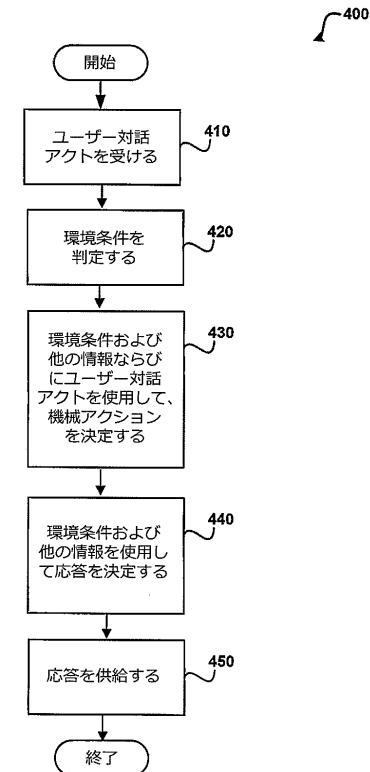 400
開始
ユーザー対話
アクトを受ける
410
環境条件を
判定する
420
環境条件および
他の情報ならび
にユーザー対話
アクトを使用して、
機械アクション
を決定する
430
環境条件および
他の情報を使用し
て応答を決定する
440
応答を供給する
450
終了